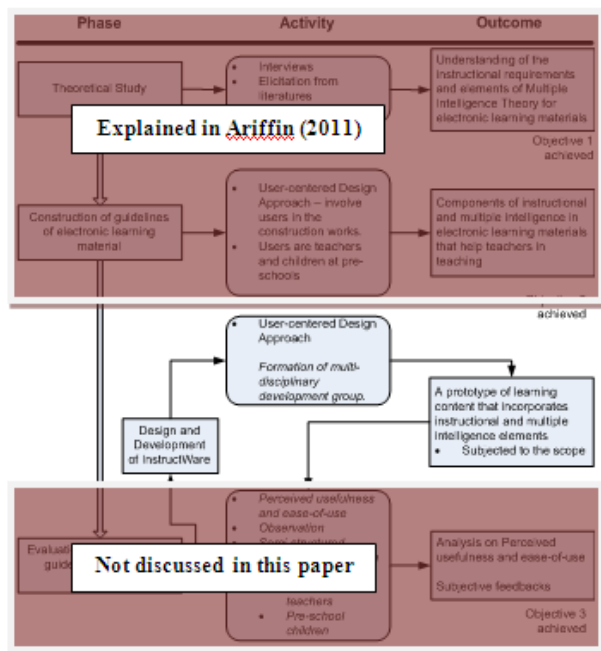 Phase
Activity
Outcome
Theoretical Study
• Interviews
• Elicitation from
literatures
Understanding of the
instructional requirements
and elements of Multiple
Intelligence Theory for
electronic learning materials
Explained in Ariffin (2011)
Objective 1
achieved
Construction of guidelines
of electronic learning
material
• User-centered Design
Approach – involve
users in the
construction works.
• Users are teachers
and children at pre-
schools
Components of instructional
and multiple intelligence in
electronic learning materials
that help teachers in
teaching
achieved
• User-centered Design
Approach
Formation of multi-
disciplinary
development group.
A prototype of learning
content that incorporates
instructional and multiple
intelligence elements
• Subjected to the scope
Design and
Development
of InstructWare
• Perceived usefulness
and ease-of-use
• Observation
Not discussed in this paper
teachers
• Pre-school
children
Analysis on Perceived
usefulness and ease-of-use
Subjective feedbacks
Objective 3
achieved